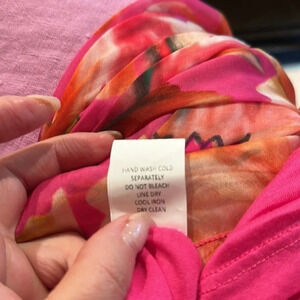 HAND WASH COLD
SEPARATELY
DO NOT BLEACH
LINE DRY
COOL IRON
DRY CLEAN